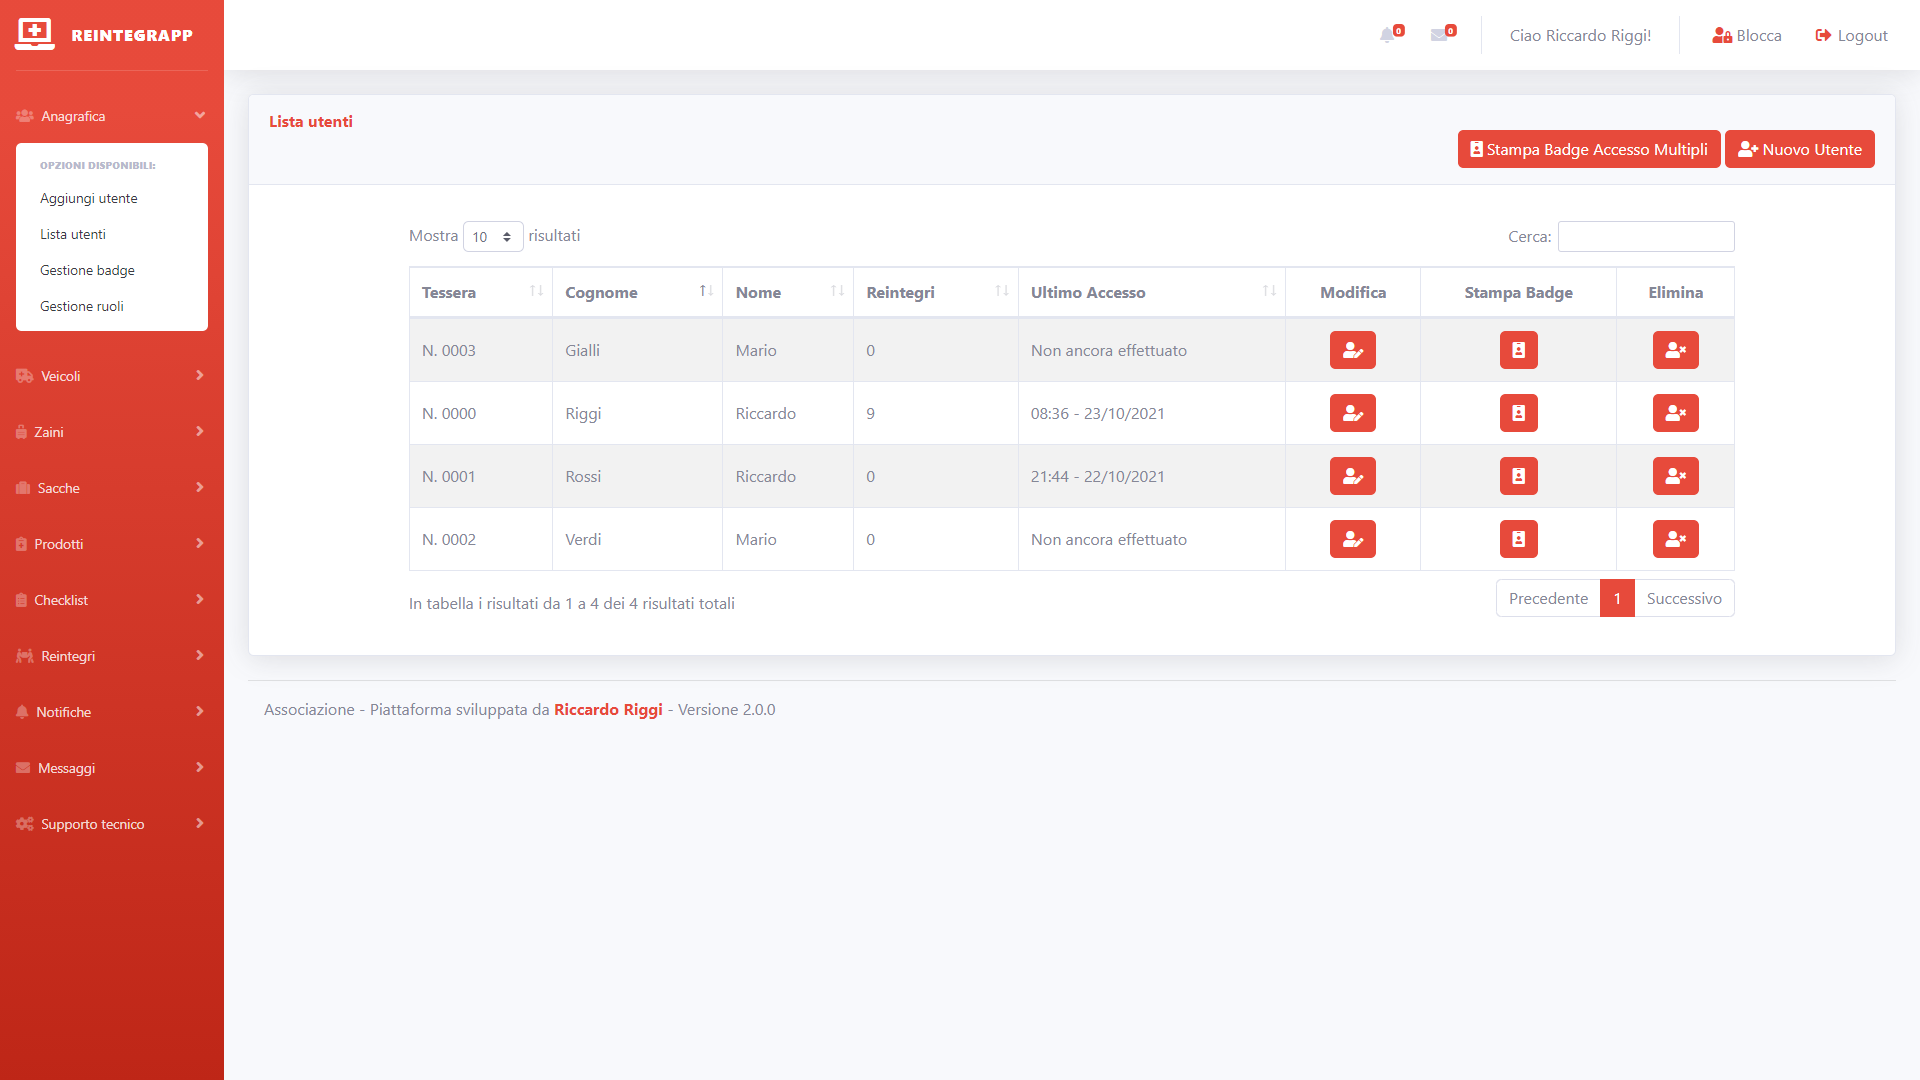 REINTEGRAPP
Anagrafica
OPZIONI DISPONIBILI:
Aggiungi utente
Lista utenti
Gestione badge
Gestione ruoli
Veicoli
Zaini
Sacche
Prodotti
Checklist
Reintegri
Notifiche
Messaggi
Supporto tecnico
0 0 Ciao Riccardo Riggi! Blocca Logout
Lista utenti
Stampa Badge Accesso Multipli Nuovo Utente
Mostra 10 risultati Cerca:
Tessera Cognome Nome Reintegri Ultimo Accesso Modifica Stampa Badge Elimina
N. 0003 Gialli Mario 0 Non ancora effettuato
N. 0000 Riggi Riccardo 9 08:36 - 23/10/2021
N. 0001 Rossi Riccardo 0 21:44 - 22/10/2021
N. 0002 Verdi Mario 0 Non ancora effettuato
In tabella i risultati da 1 a 4 dei 4 risultati totali Precedente 1 Successivo
Associazione - Piattaforma sviluppata da Riccardo Riggi - Versione 2.0.0